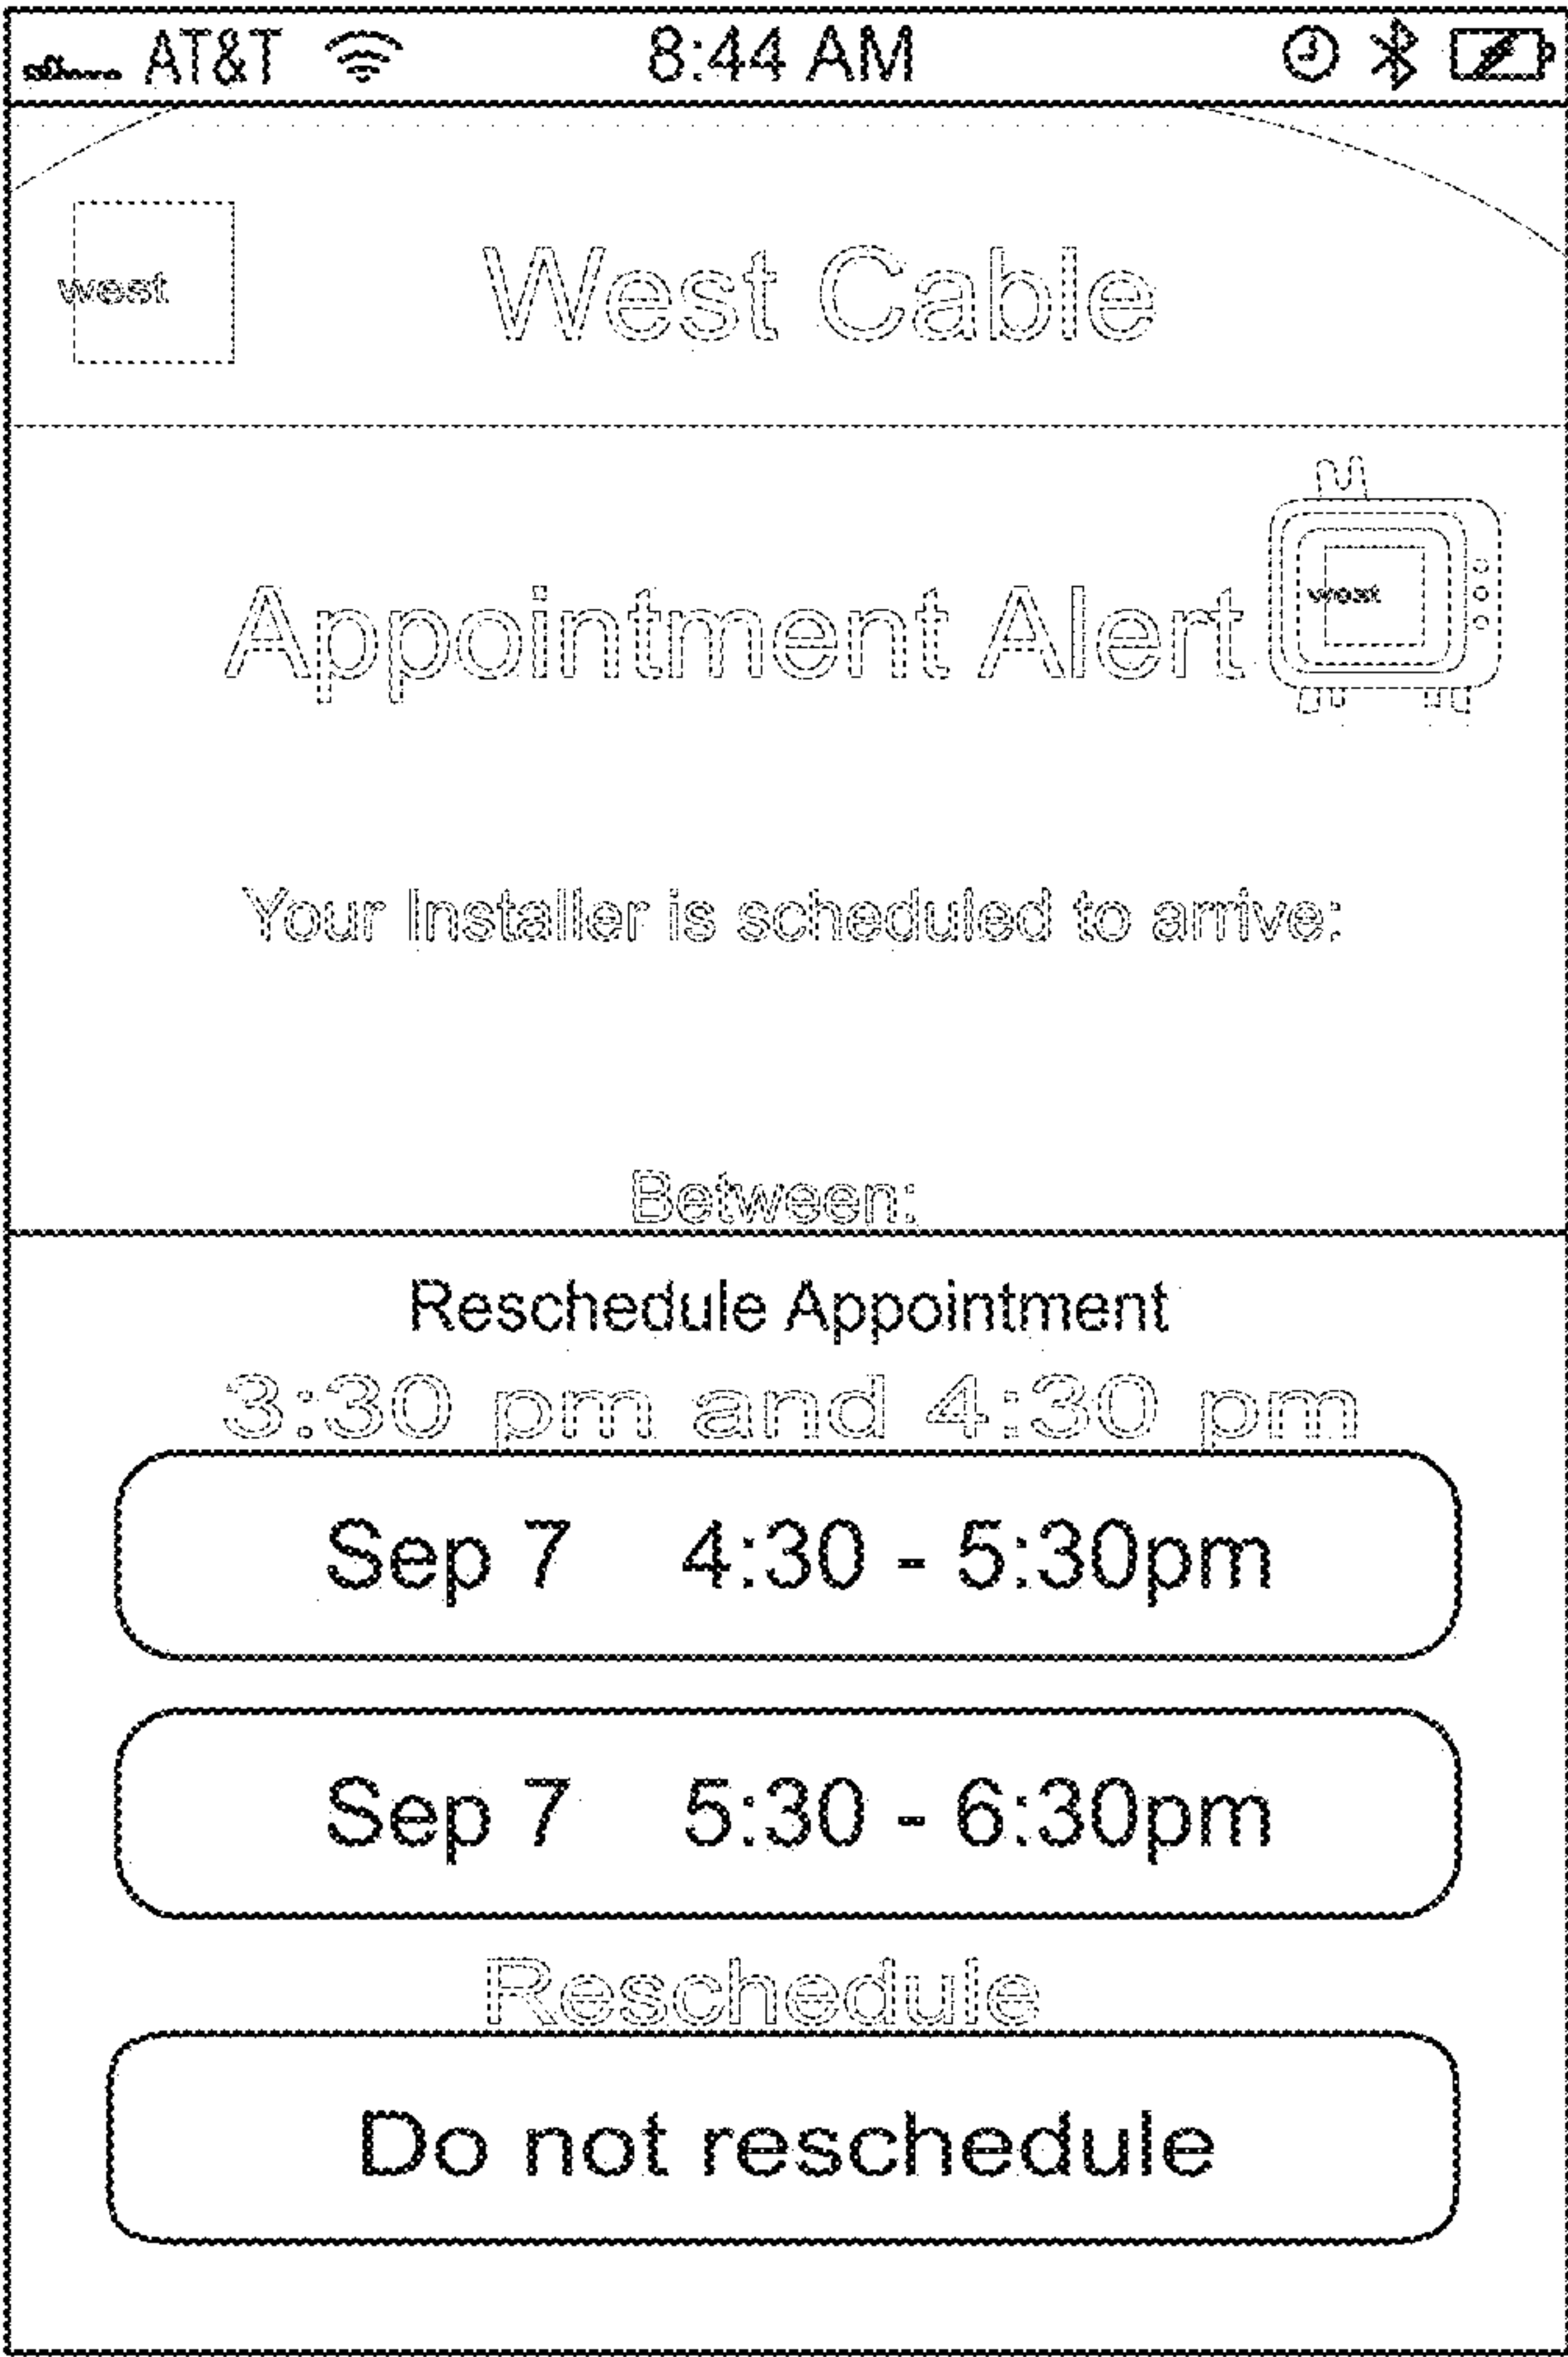 AT&T 8:44 AM
west
West Cable
west
Appointment Alert
Your Installer is scheduled to arrive:
Between:
Reschedule Appointment
3:30 pm and 4:30 pm
Sep 7 4:30 - 5:30pm
Sep 7 5:30 - 6:30pm
Reschedule
Do not reschedule